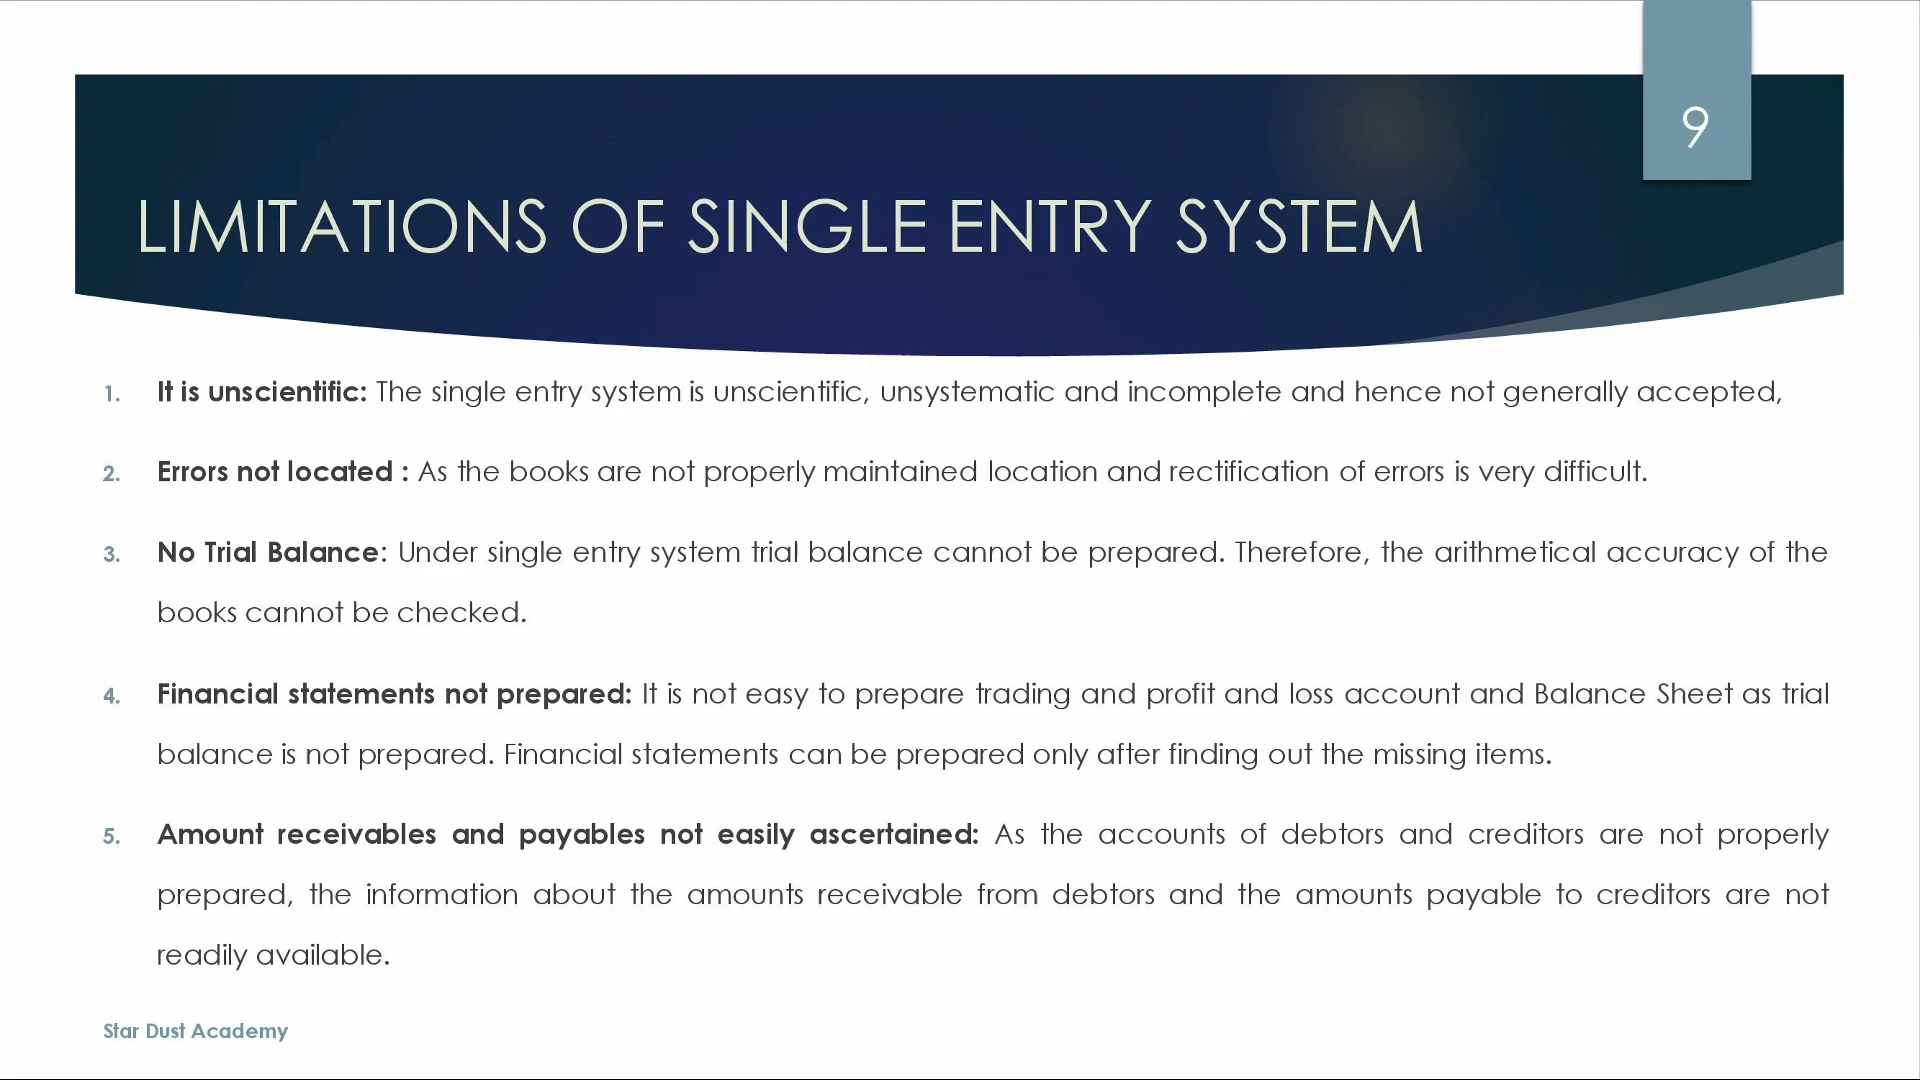 9
LIMITATIONS OF SINGLE ENTRY SYSTEM
1. It is unscientific: The single entry system is unscientific, unsystematic and incomplete and hence not generally accepted,
2. Errors not located : As the books are not properly maintained location and rectification of errors is very difficult.
3. No Trial Balance: Under single entry system trial balance cannot be prepared. Therefore, the arithmetical accuracy of the
books cannot be checked.
4. Financial statements not prepared: It is not easy to prepare trading and profit and loss account and Balance Sheet as trial
balance is not prepared. Financial statements can be prepared only after finding out the missing items.
5. Amount receivables and payables not easily ascertained: As the accounts of debtors and creditors are not properly
prepared, the information about the amounts receivable from debtors and the amounts payable to creditors are not
readily available.
Star Dust Academy